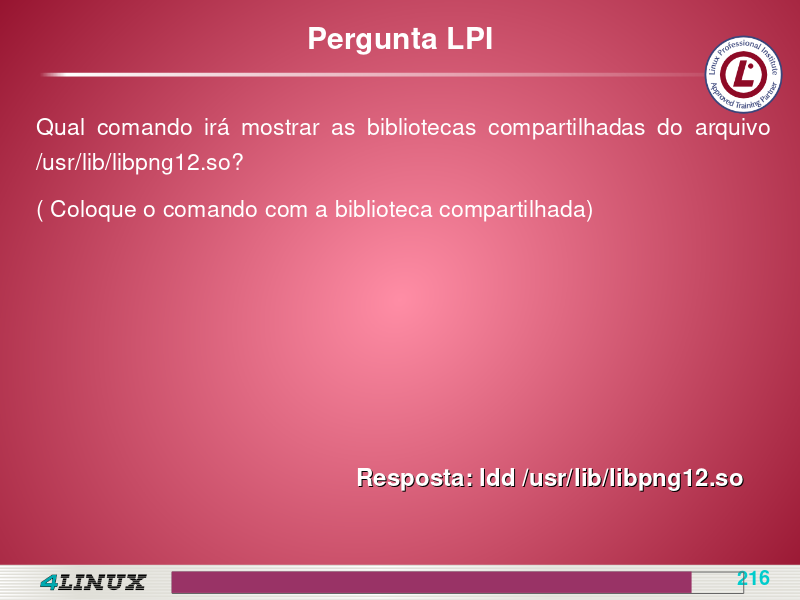 Pergunta LPI
Linux Professional Institute
Approved Training Partner
Qual comando irá mostrar as bibliotecas compartilhadas do arquivo
/usr/lib/libpng12.so?
( Coloque o comando com a biblioteca compartilhada)
Resposta: ldd /usr/lib/libpng12.so
4LINUX
216